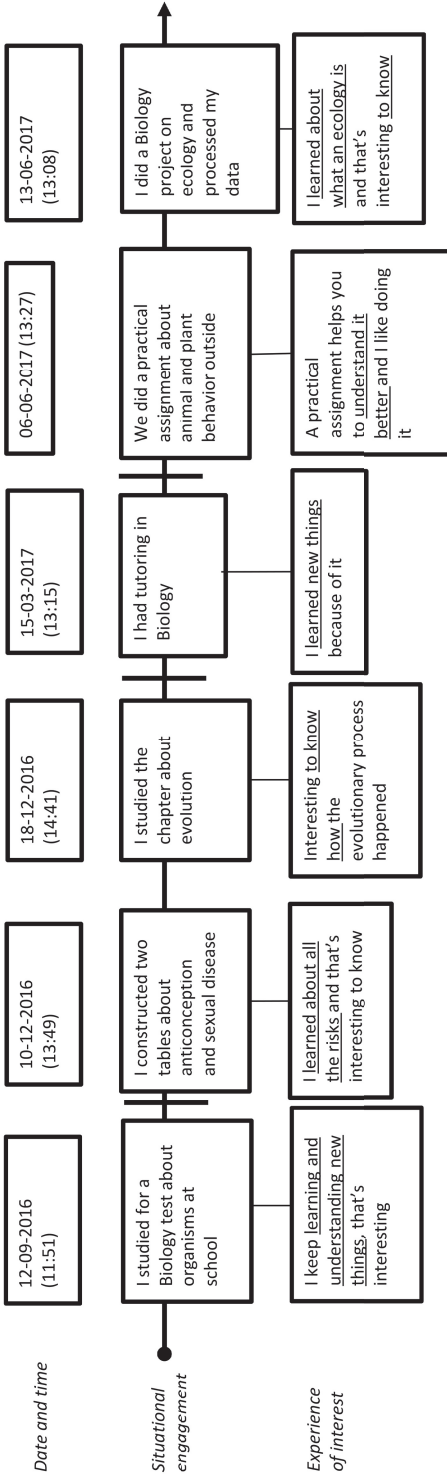 Date and time
12-09-2016
(11:51)
10-12-2016
(13:49)
18-12-2016
(14:41)
15-03-2017
(13:15)
06-06-2017 (13:27)
13-06-2017
(13:08)
Situational
engagement
I studied for a
Biology test about
organisms at
school
I constructed two
tables about
anticonception
and sexual disease
I studied the
chapter about
evolution
I had tutoring in
Biology
We did a practical
assignment about
animal and plant
behavior outside
I did a Biology
project on
ecology and
processed my
data
Experience
of interest
I keep learning and
understanding new
things, that's
interesting
I learned about all
the risks and that's
interesting to know
Interesting to know
how the
evolutionary process
happened
I learned new things
because of it
A practical
assignment helps you
to understand it
better and I like doing
it
I learned about
what an ecology is
and that's
interesting to know